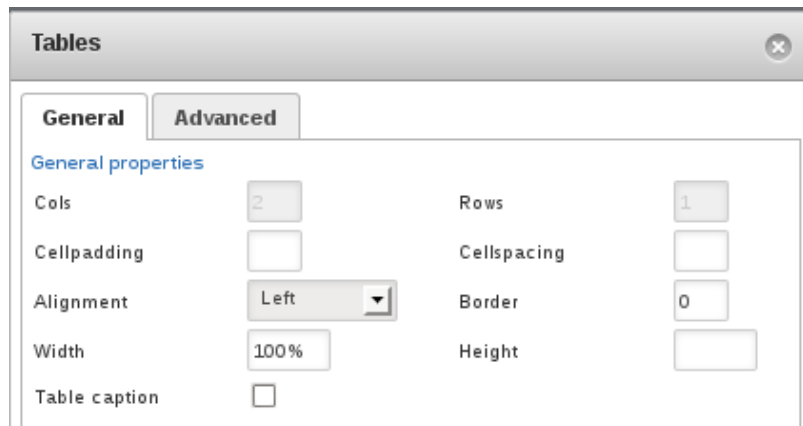 Tables
General Advanced
General properties
Cols 2 Rows 1
Cellpadding Cellspacing
Alignment Left Border 0
Width 100% Height
Table caption